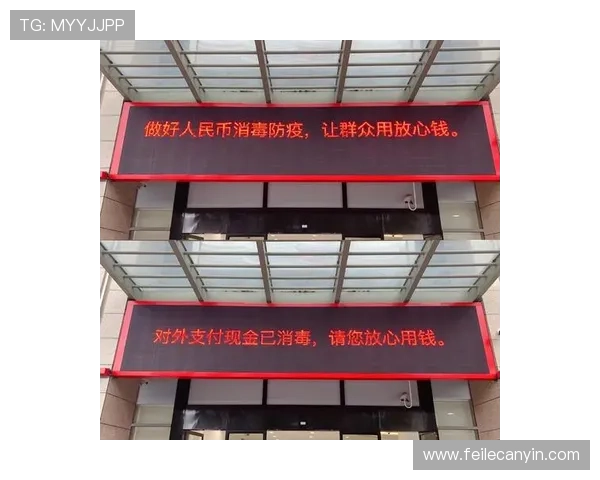 TG: MYYJJPP
做好人民币消毒防疫，让群众用放心钱。
对外支付现金已消毒，请您放心用钱。
www.feilecanyin.com